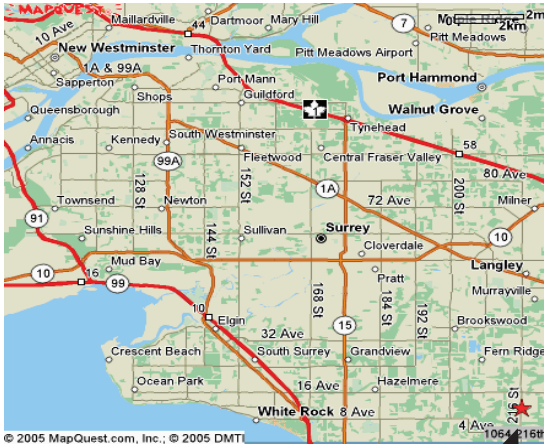 MAPQUEST
10 Ave
Maillardville
44
Dartmoor
Mary Hill
7
2mi
2km
New Westminster
Thornton Yard
Pitt Meadows Airport
Pitt Meadows
1A & 99A
Sapperton
Shops
Port Mann
Port Hammond
Guildford
Queensborough
Walnut Grove
Tynehead
Annacis
Kennedy
South Westminster
58
99A
Fleetwood
Central Fraser Valley
80 Ave
128 St
152 St
1A
200 St
72 Ave
Townsend
Newton
Milner
91
144 St
Sunshine Hills
Sullivan
Surrey
10
Cloverdale
10
16
Mud Bay
Langley
99
Pratt
168 St
184 St
192 St
Murrayville
10
Elgin
15
32 Ave
Brookswood
Crescent Beach
South Surrey
Grandview
Fern Ridge
Ocean Park
16 Ave
Hazelmere
216 St
White Rock
8 Ave
4 Ave
1064 216th
© 2005 MapQuest.com, Inc.; © 2005 DMTI